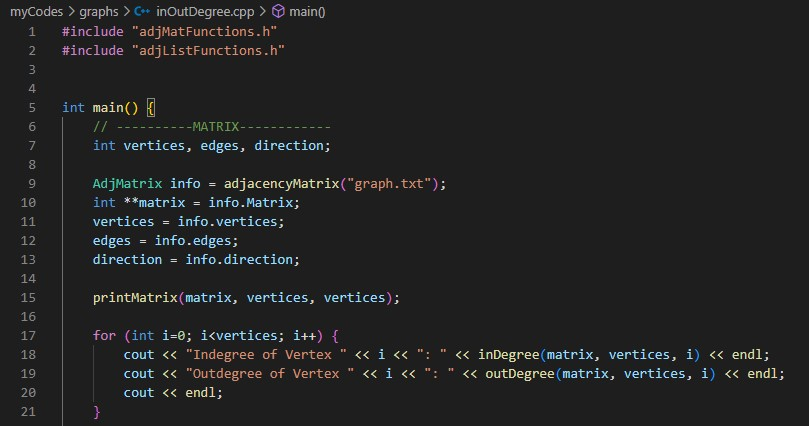 myCodes > graphs > C++ inOutDegree.cpp > main()
1 #include "adjMatFunctions.h"
2 #include "adjListFunctions.h"
3
4
5 int main() {
6     // ----------MATRIX------------
7     int vertices, edges, direction;
8
9     AdjMatrix info = adjacencyMatrix("graph.txt");
10     int **matrix = info.Matrix;
11     vertices = info.vertices;
12     edges = info.edges;
13     direction = info.direction;
14
15     printMatrix(matrix, vertices, vertices);
16
17     for (int i=0; i<vertices; i++) {
18         cout << "Indegree of Vertex " << i << ": " << inDegree(matrix, vertices, i) << endl;
19         cout << "Outdegree of Vertex " << i << ": " << outDegree(matrix, vertices, i) << endl;
20         cout << endl;
21     }